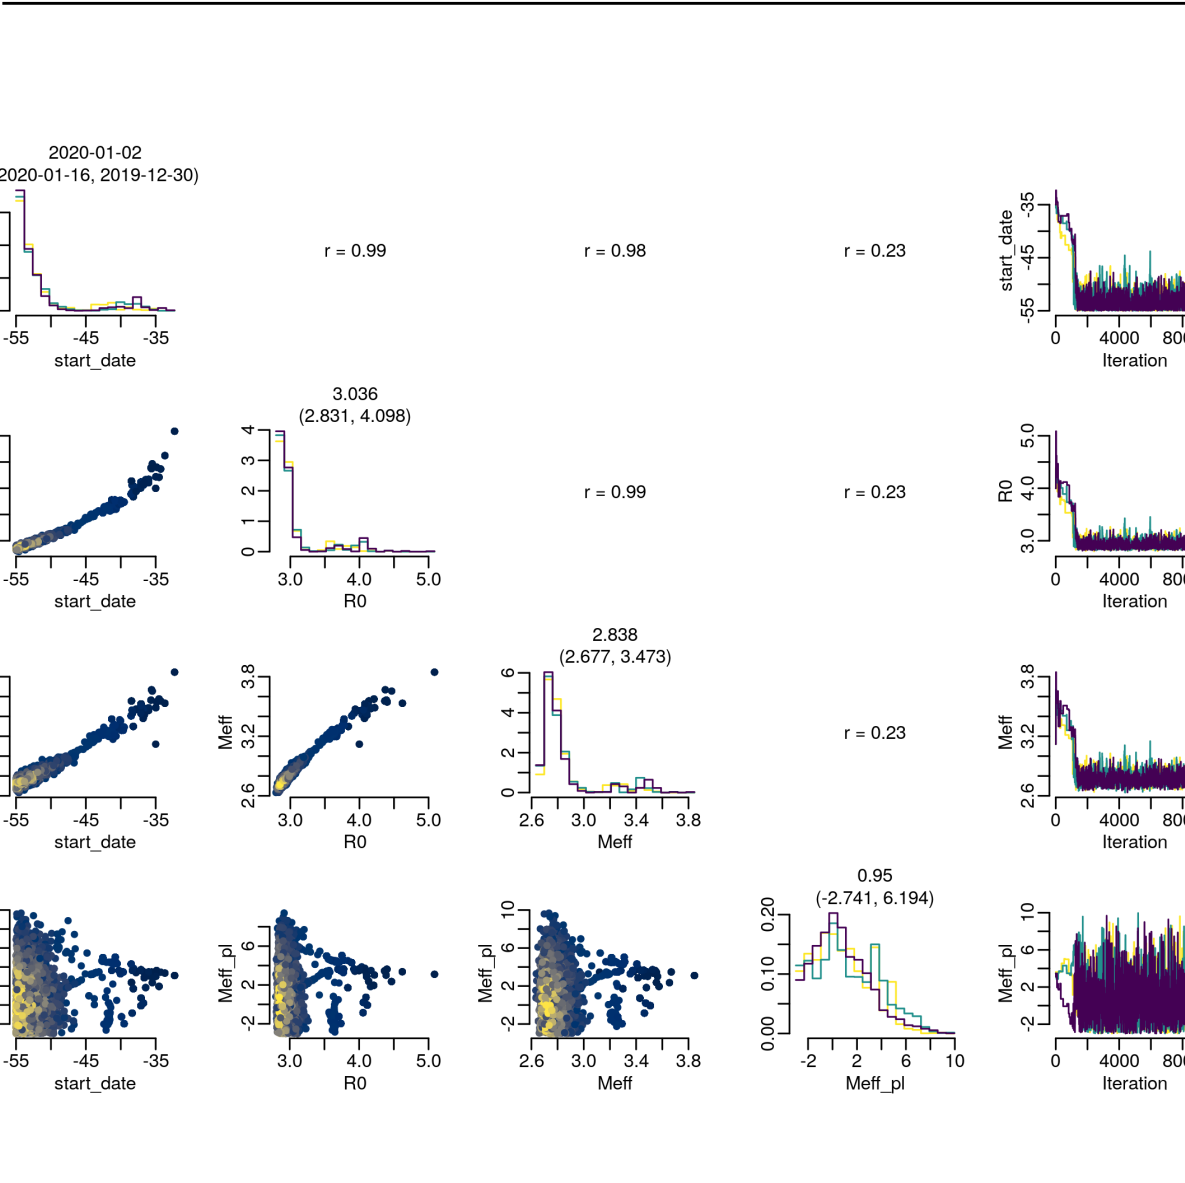 2020-01-02
2020-01-16, 2019-12-30)
-55 -45 -35
start_date
r = 0.99
r = 0.98
r = 0.23
-35
-45
-55
start_date
0 4000 800
Iteration
3.036
(2.831, 4.098)
-55 -45 -35
start_date
4
3
2
1
0
3.0 4.0 5.0
R0
r = 0.99
r = 0.23
5.0
4.0
3.0
R0
0 4000 800
Iteration
2.838
(2.677, 3.473)
-55 -45 -35
start_date
3.8
3.2
2.6
Meff
3.0 4.0 5.0
R0
6
4
2
0
2.6 3.0 3.4 3.8
Meff
r = 0.23
3.8
3.2
2.6
Meff
0 4000 800
Iteration
0.95
(-2.741, 6.194)
-55 -45 -35
start_date
6
2
-2
Meff_pl
3.0 4.0 5.0
R0
10
6
2
-2
Meff_pl
2.6 3.0 3.4 3.8
Meff
0.20
0.10
0.00
-2 2 6 10
Meff_pl
10
6
2
-2
Meff_pl
0 4000 800
Iteration